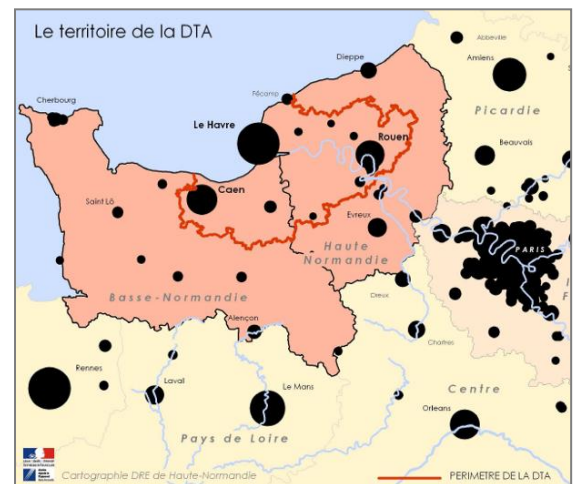 Le territoire de la DTA
Abbeville
Dieppe
Amiens
Fécamp
Cherbourg
Picardie
Le Havre
Rouen
Beauvais
Caen
Saint Lô
Evreux
PARIS
Haute
Normandie
Basse-Normandie
Dreux
Alençon
Chartres
Rennes
Laval
Le Mans
Centre
Orleans
Pays de Loire
Cartographie DRE de Haute-Normandie
PERIMETRE DE LA DTA